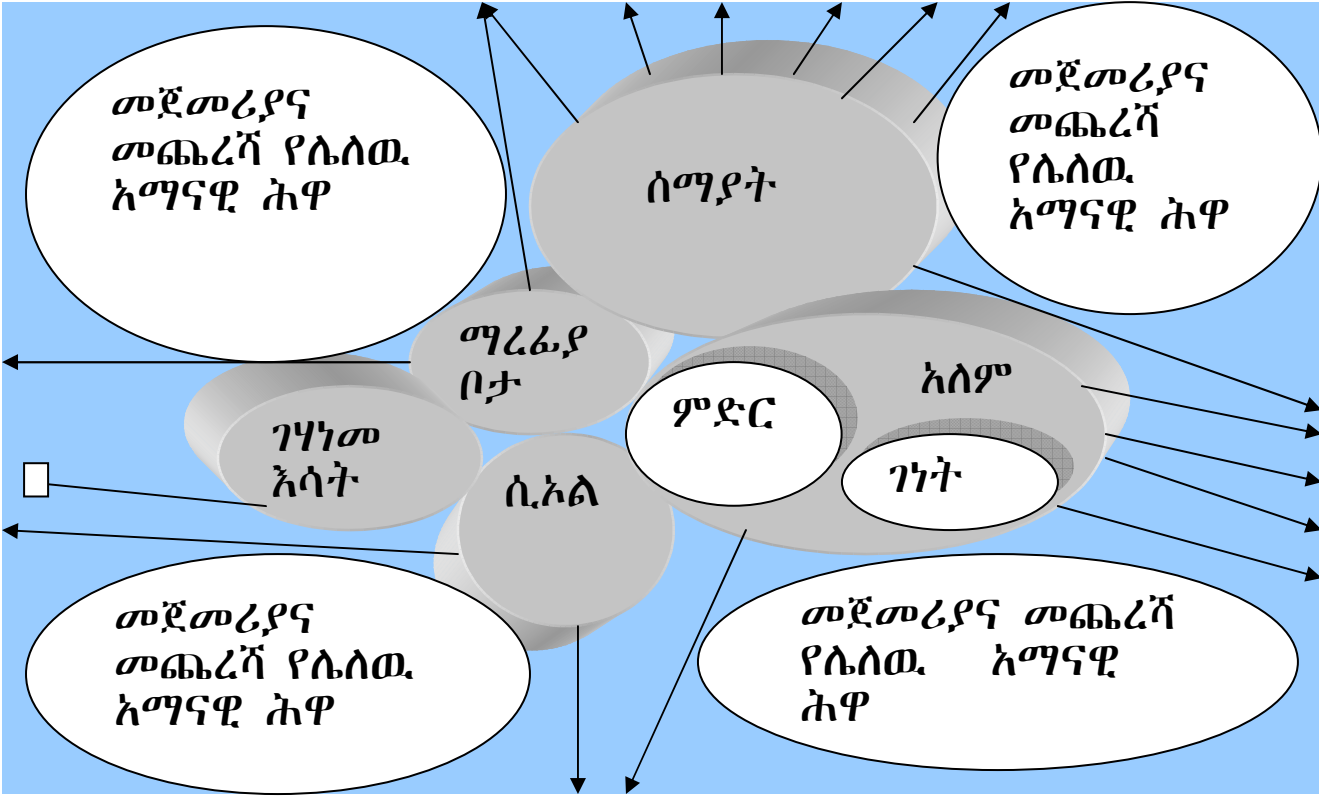 መጀመሪያና
መጨረሻ የሌለዉ
አማናዊ ሕዋ
መጀመሪያና
መጨረሻ
የሌለዉ
አማናዊ ሕዋ
ሰማያት
ማረፊያ
ቦታ
አለም
ምድር
ገሃነመ
እሳት
ሲኦል
ገነት
መጀመሪያና
መጨረሻ የሌለዉ
አማናዊ ሕዋ
መጀመሪያና መጨረሻ
የሌለዉ አማናዊ
ሕዋ